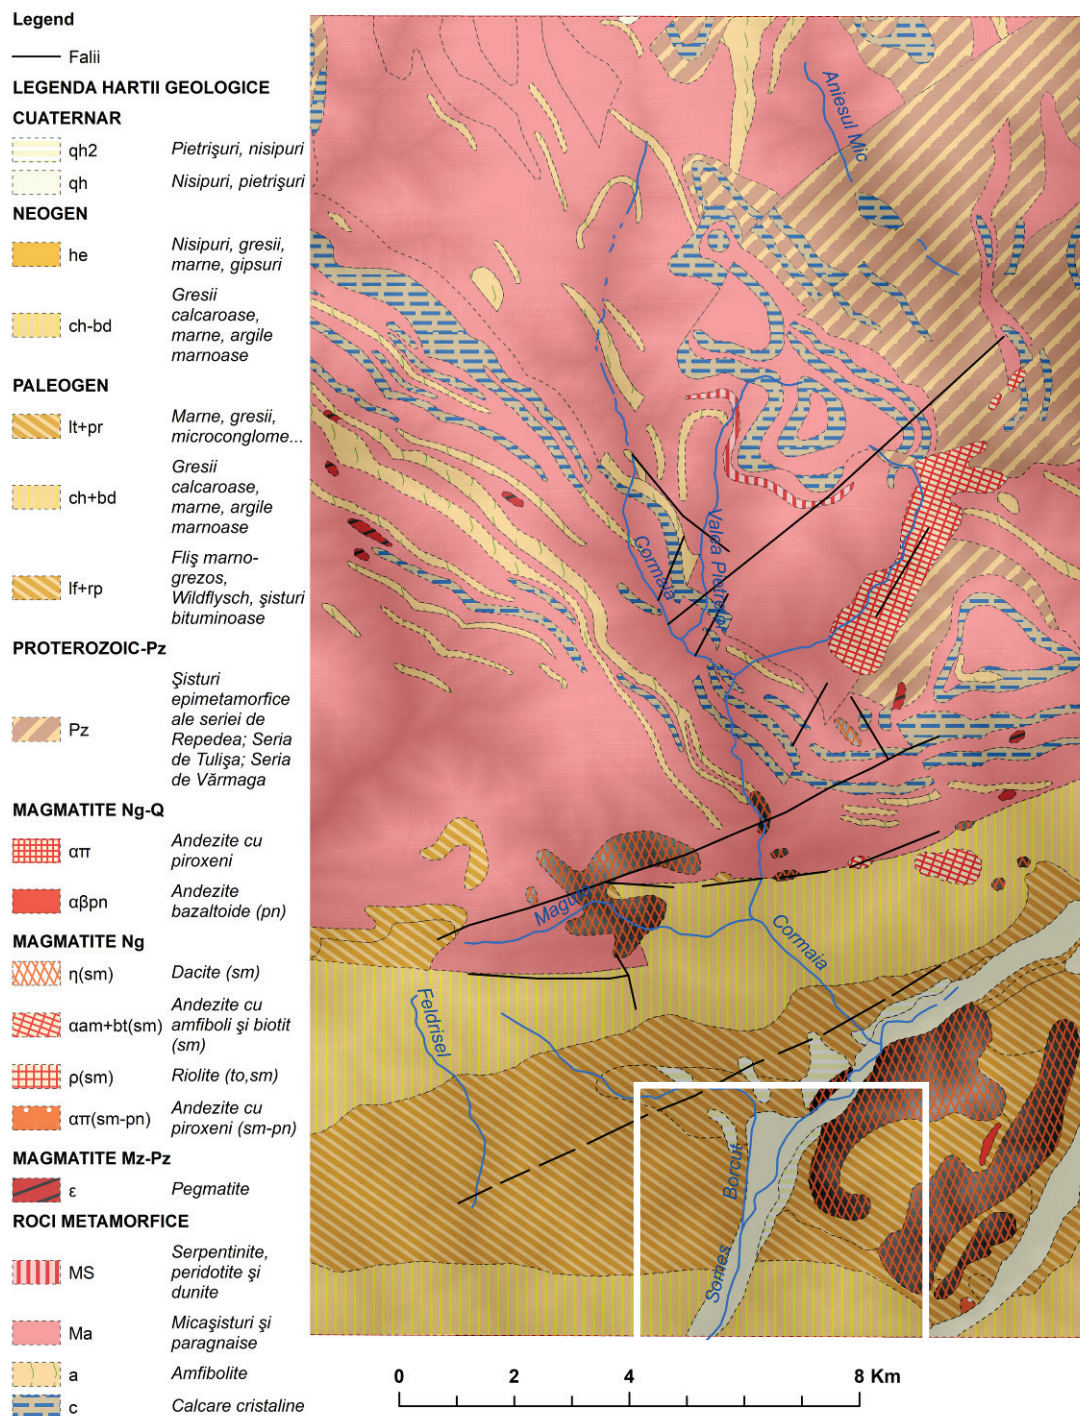 Legend
Falii
LEGENDA HARTII GEOLOGICE
CUATERNAR
qh2 Pietrişuri, nisipuri
qh Nisipuri, pietrişuri
NEOGEN
he Nisipuri, gresii,
marne, gipsuri
ch-bd Gresii
calcaroase,
marne, argile
marnoase
PALEOGEN
lt+pr Marne, gresii,
microconglome...
ch+bd Gresii
calcaroase,
marne, argile
marnoase
lf+rp Fliş marno-
grezos,
Wildflysch, şisturi
bituminoase
PROTEROZOIC-Pz
Pz Şisturi
epimetamorfice
ale seriei de
Repedea; Seria
de Tulişa; Seria
de Vărmaga
MAGMATITE Ng-Q
απ Andezite cu
piroxeni
αβpn Andezite
bazaltoide (pn)
MAGMATITE Ng
η(sm) Dacite (sm)
αam+bt(sm) Andezite cu
amfiboli şi biotit
(sm)
ρ(sm) Riolite (to,sm)
απ(sm-pn) Andezite cu
piroxeni (sm-pn)
MAGMATITE Mz-Pz
ε Pegmatite
ROCI METAMORFICE
MS Serpentinite,
peridotite şi
dunite
Ma Micaşisturi şi
paragnaise
a Amfibolite
c Calcare cristaline
Aniesul Mic
Cormaia
Valea Pietrelor
Magura
Cormaia
Feldrisel
Borcut
Somes
0 2 4 8 Km